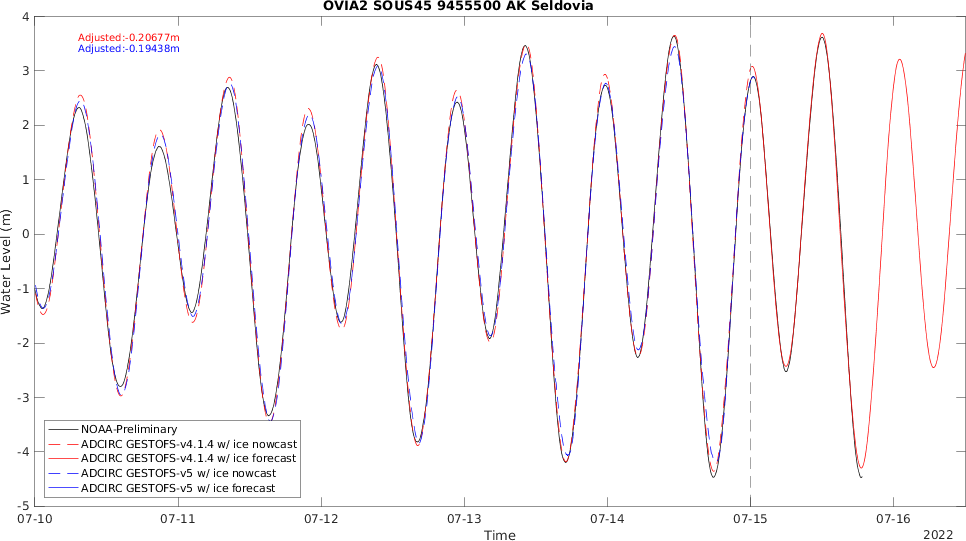 OVIA2 SOUS45 9455500 AK Seldovia
Adjusted:-0.20677m
Adjusted:-0.19438m
4
3
2
1
0
-1
-2
-3
-4
-5
Water Level (m)
NOAA-Preliminary
ADCIRC GESTOFS-v4.1.4 w/ ice nowcast
ADCIRC GESTOFS-v4.1.4 w/ ice forecast
ADCIRC GESTOFS-v5 w/ ice nowcast
ADCIRC GESTOFS-v5 w/ ice forecast
07-10 07-11 07-12 07-13 07-14 07-15 07-16
Time
2022